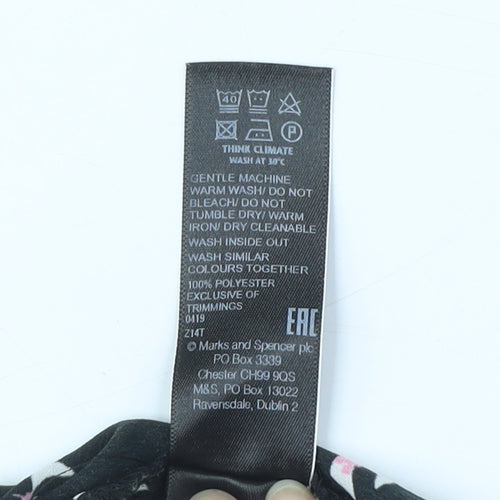 40
P
THINK CLIMATE
WASH AT 30°C
GENTLE MACHINE
WARM WASH/ DO NOT
BLEACH/ DO NOT
TUMBLE DRY/ WARM
IRON/ DRY CLEANABLE
WASH INSIDE OUT
WASH SIMILAR
COLOURS TOGETHER
100% POLYESTER
EXCLUSIVE OF
TRIMMINGS
0419
EAC
Z14T
© Marks and Spencer plc
PO Box 3339
Chester CH99 9QS
M&S, PO Box 13022
Ravensdale, Dublin 2